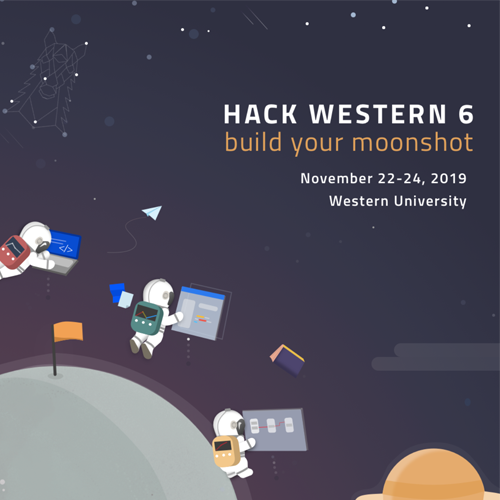 HACK WESTERN 6
build your moonshot
November 22-24, 2019
Western University
</>